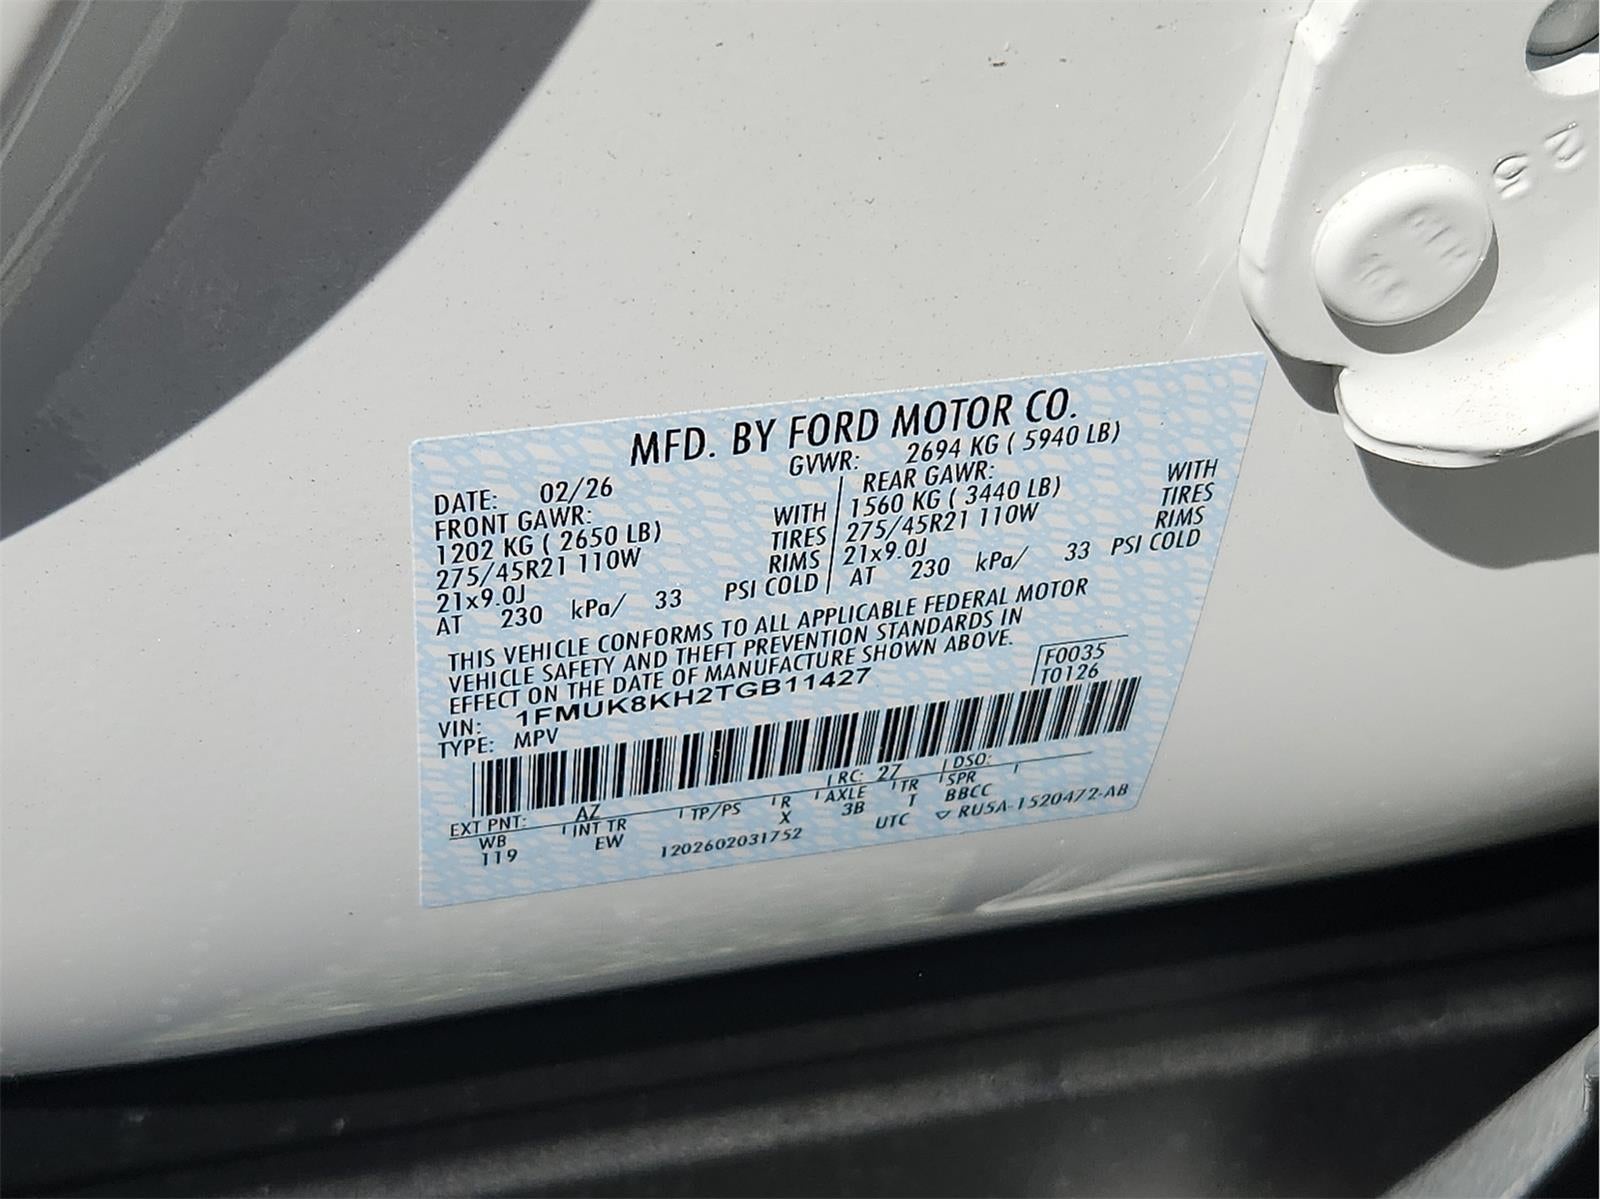 MFD. BY FORD MOTOR CO.
DATE: 02/26 GVWR: 2694 KG ( 5940 LB)
FRONT GAWR: REAR GAWR:
1202 KG ( 2650 LB) WITH 1560 KG ( 3440 LB) WITH
275/45R21 110W TIRES 275/45R21 110W TIRES
21x9.0J RIMS 21x9.0J RIMS
AT 230 kPa/ 33 PSI COLD AT 230 kPa/ 33 PSI COLD
THIS VEHICLE CONFORMS TO ALL APPLICABLE FEDERAL MOTOR
VEHICLE SAFETY AND THEFT PREVENTION STANDARDS IN
EFFECT ON THE DATE OF MANUFACTURE SHOWN ABOVE.
VIN: 1FMUK8KH2TGB11427 F0035
TYPE: MPV T0126
EXT PNT: AZ RC: 27 DSO:
WB INT TR TP/PS R AXLE TR SPR
119 EW X 3B T BBCC
1202602031752 UTC ▽ RU5A-1520472-AB